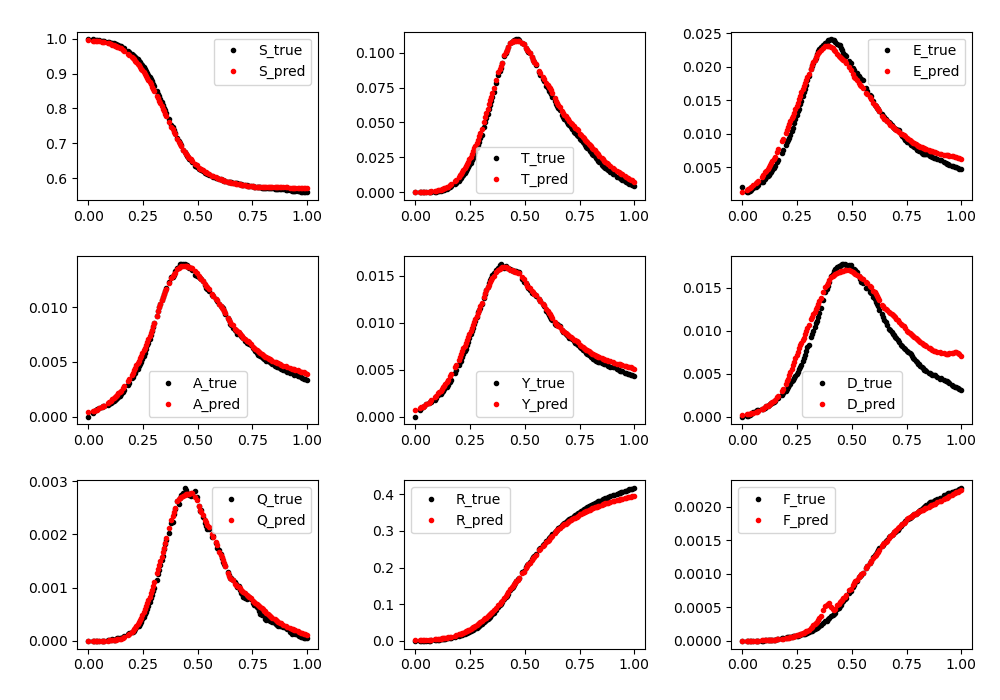 1.0
0.9
0.8
0.7
0.6
0.00 0.25 0.50 0.75 1.00
S_true
S_pred
0.100
0.075
0.050
0.025
0.000
0.00 0.25 0.50 0.75 1.00
T_true
T_pred
0.025
0.020
0.015
0.010
0.005
0.00 0.25 0.50 0.75 1.00
E_true
E_pred
0.010
0.005
0.000
0.00 0.25 0.50 0.75 1.00
A_true
A_pred
0.015
0.010
0.005
0.000
0.00 0.25 0.50 0.75 1.00
Y_true
Y_pred
0.015
0.010
0.005
0.000
0.00 0.25 0.50 0.75 1.00
D_true
D_pred
0.003
0.002
0.001
0.000
0.00 0.25 0.50 0.75 1.00
Q_true
Q_pred
0.4
0.3
0.2
0.1
0.0
0.00 0.25 0.50 0.75 1.00
R_true
R_pred
0.0020
0.0015
0.0010
0.0005
0.0000
0.00 0.25 0.50 0.75 1.00
F_true
F_pred